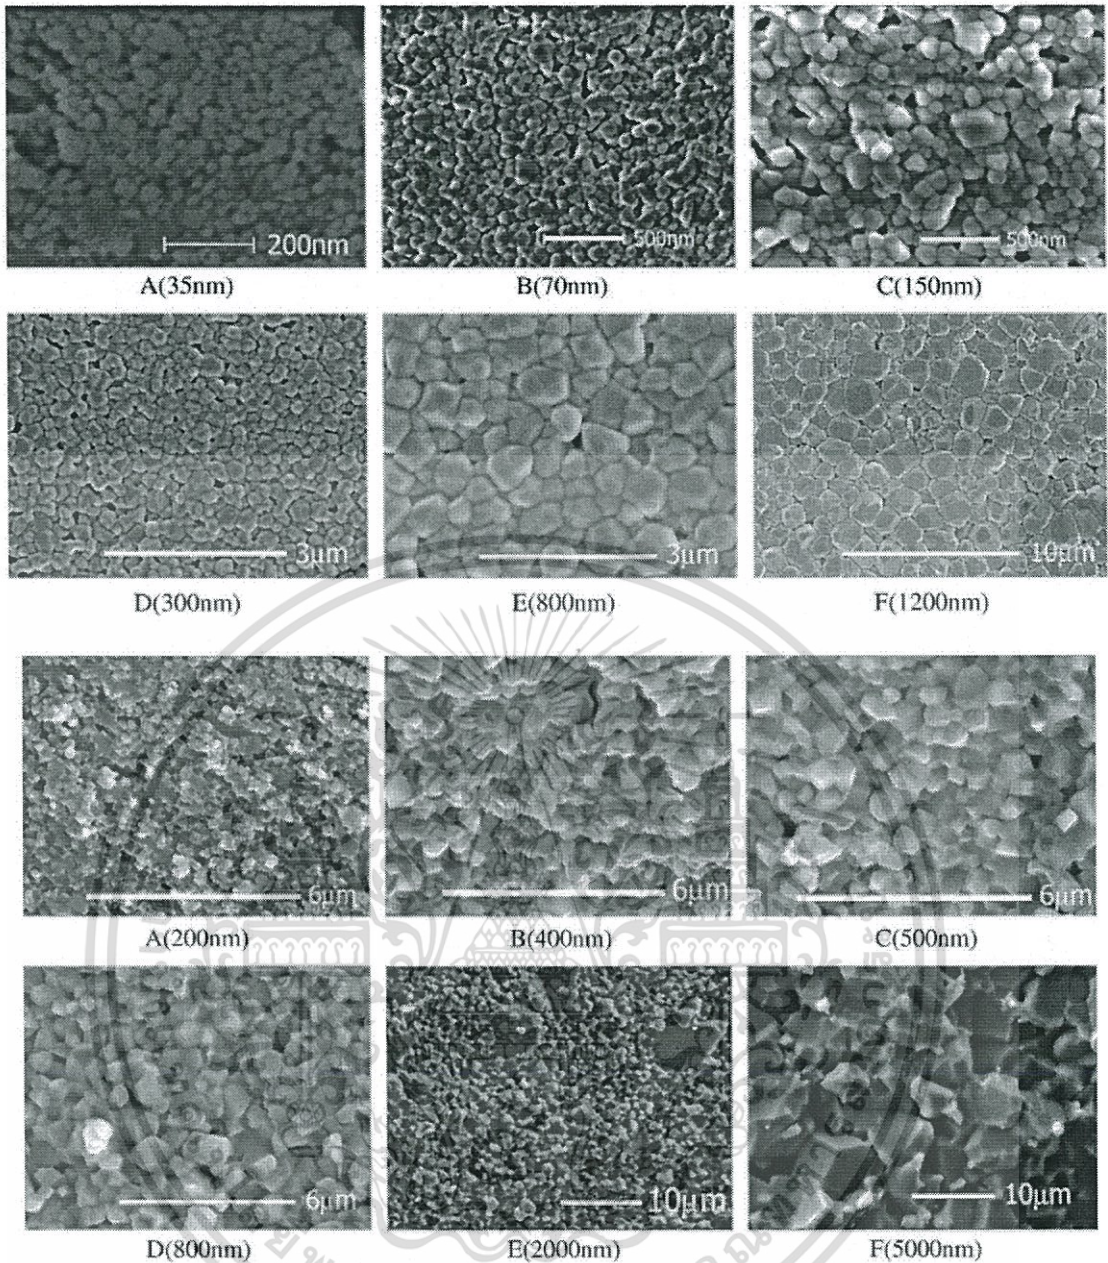 200nm
500nm
500nm
A(35nm)
B(70nm)
C(150nm)
3μm
3μm
10μm
D(300nm)
E(800nm)
F(1200nm)
6μm
6μm
6μm
A(200nm)
B(400nm)
C(500nm)
6μm
10μm
10μm
D(800nm)
E(2000nm)
F(5000nm)